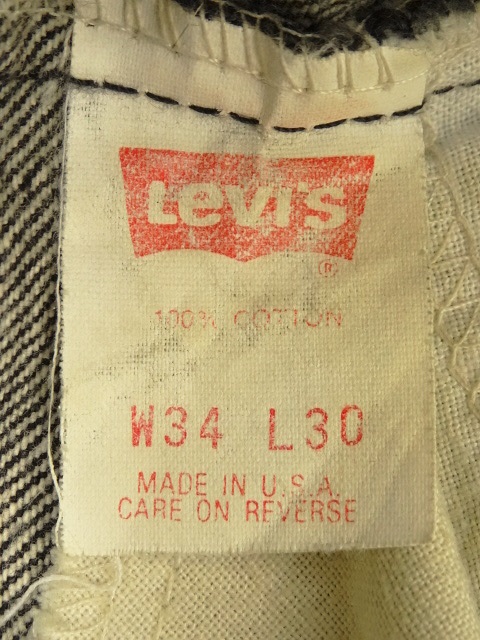 Levi's
®
100% COTTON
W34 L30
MADE IN U.S.A.
CARE ON REVERSE